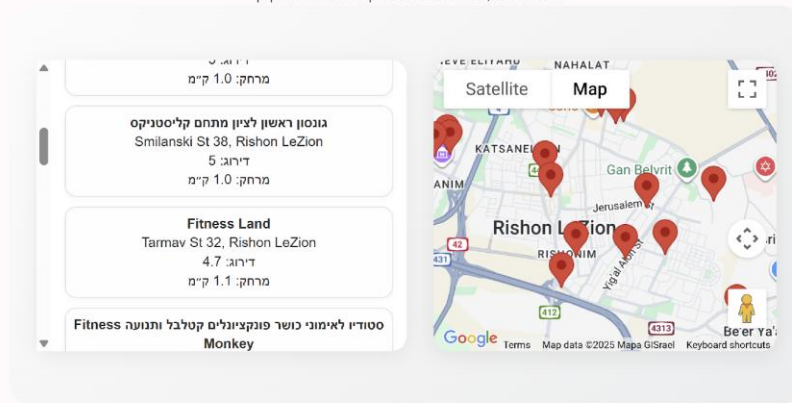 מרחק: 1.0 ק״מ
גונסון ראשון לציון מתחם קליסטניקס
Smilanski St 38, Rishon LeZion
דירוג: 5
מרחק: 1.0 ק״מ
Fitness Land
Tarmav St 32, Rishon LeZion
דירוג: 4.7
מרחק: 1.1 ק״מ
סטודיו לאימוני כושר פונקציונלים קטלבל ותנועה Fitness
Monkey
NAHALAT
Satellite
Map
Gan Belvrit
Jerusalem St
Rishon LeZion
RISHONIM
Yig'al Alon St
42
431
412
4313
Be'er Ya'
Google
Terms
Map data ©2025 Mapa GISrael
Keyboard shortcuts